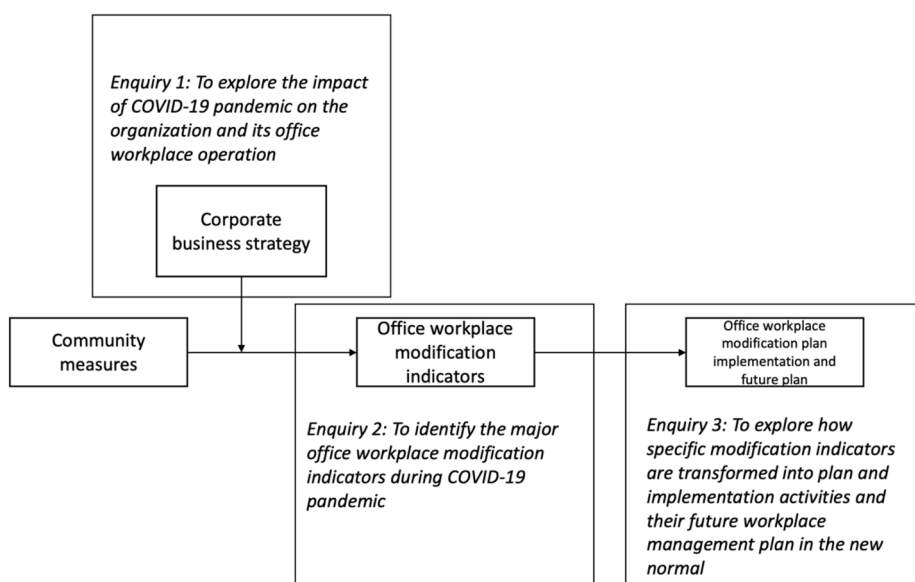 Enquiry 1: To explore the impact
of COVID-19 pandemic on the
organization and its office
workplace operation
Corporate
business strategy
Community
measures
Office workplace
modification
indicators
Office workplace
modification plan
implementation and
future plan
Enquiry 2: To identify the major
office workplace modification
indicators during COVID-19
pandemic
Enquiry 3: To explore how
specific modification indicators
are transformed into plan and
implementation activities and
their future workplace
management plan in the new
normal